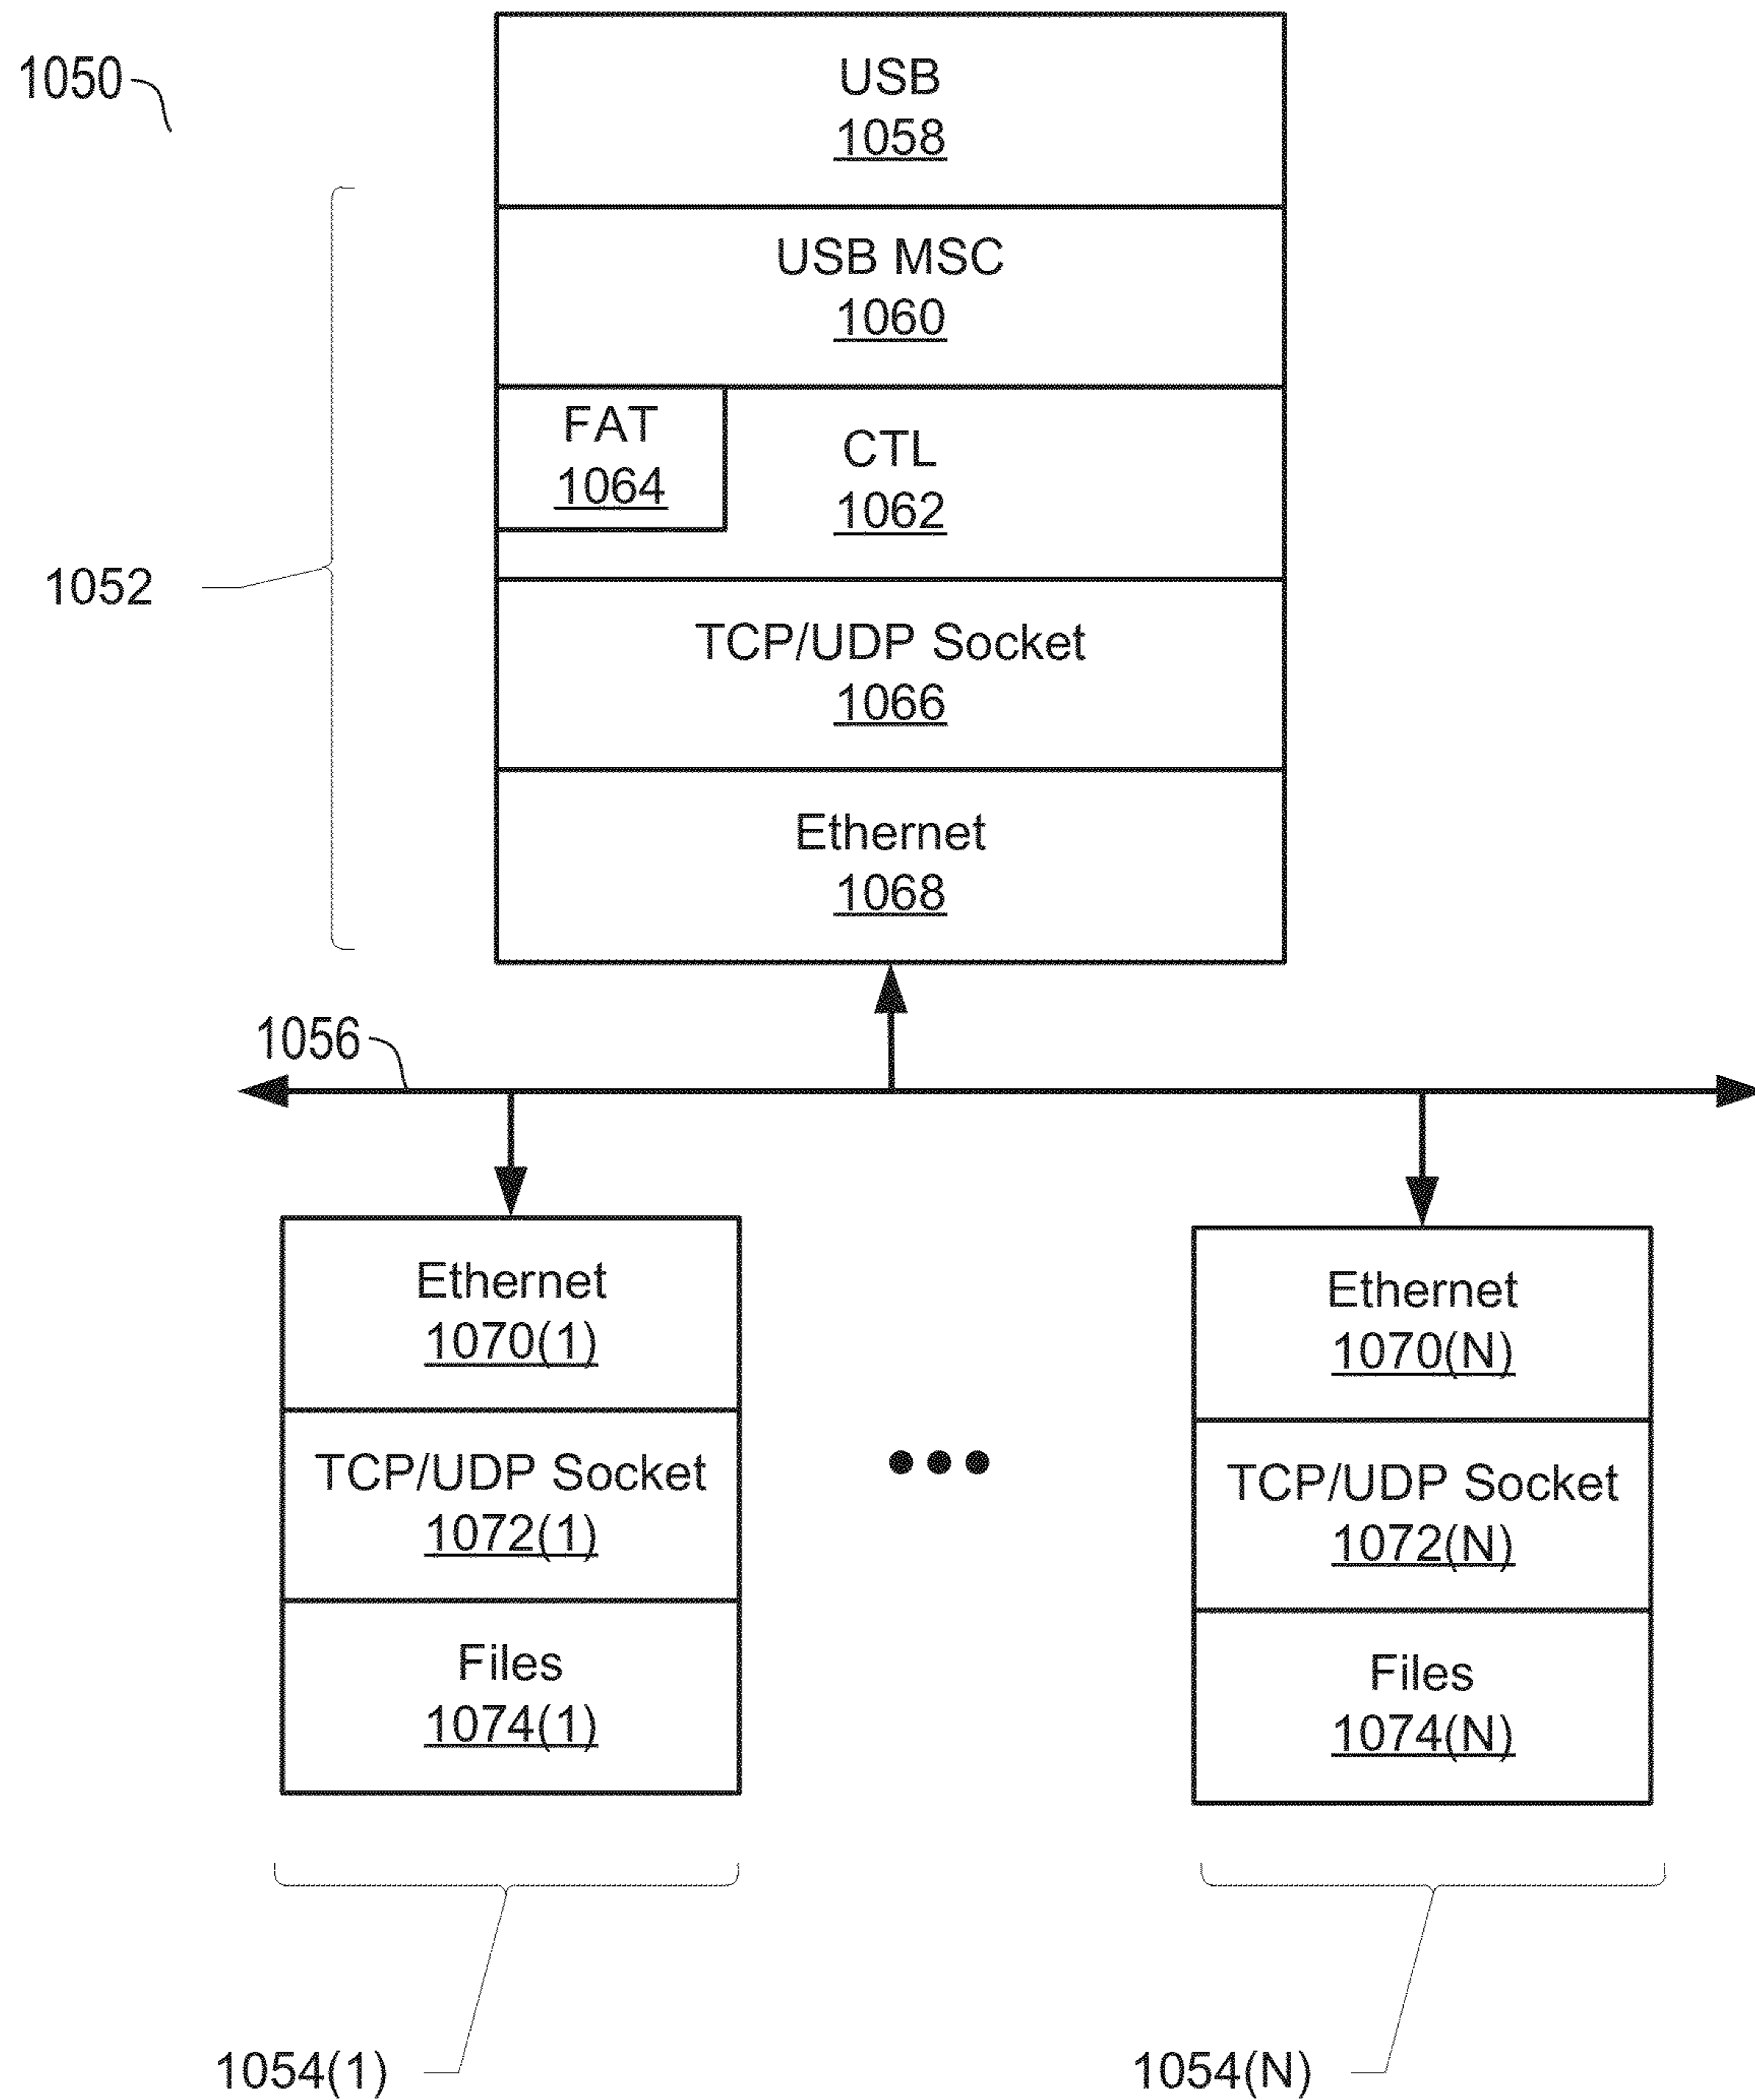 1050
USB
1058
USB MSC
1060
FAT
1064
CTL
1062
1052
TCP/UDP Socket
1066
Ethernet
1068
1056
Ethernet
1070(1)
TCP/UDP Socket
1072(1)
Files
1074(1)
Ethernet
1070(N)
TCP/UDP Socket
1072(N)
Files
1074(N)
1054(1)
1054(N)